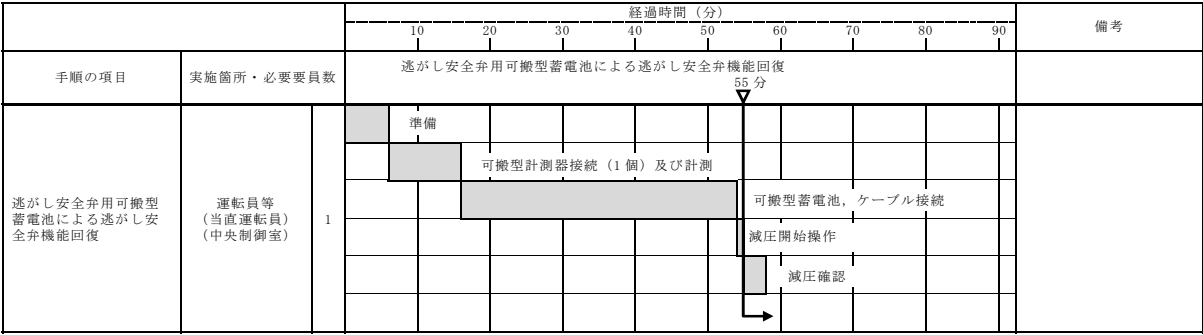 経過時間（分）
10 20 30 40 50 60 70 80 90
備考
手順の項目
実施箇所・必要要員数
逃がし安全弁用可搬型蓄電池による逃がし安全弁機能回復
55 分
準備
可搬型計測器接続（1 個）及び計測
可搬型蓄電池，ケーブル接続
減圧開始操作
減圧確認
逃がし安全弁用可搬型
蓄電池による逃がし安
全弁機能回復
運転員等
（当直運転員）
（中央制御室）
1